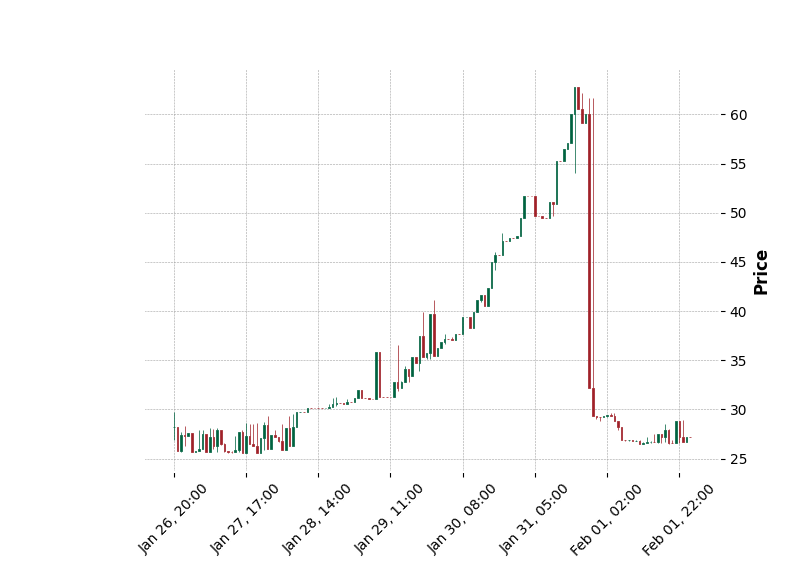 60
55
50
45
40
35
30
25
Price
Jan 26, 20:00
Jan 27, 17:00
Jan 28, 14:00
Jan 29, 11:00
Jan 30, 08:00
Jan 31, 05:00
Feb 01, 02:00
Feb 01, 22:00